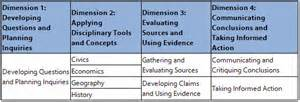 Dimension 1:
Developing
Questions and
Planning
Inquiries
Dimension 2:
Applying
Disciplinary Tools
and Concepts
Dimension 3:
Evaluating
Sources and
Using Evidence
Dimension 4:
Communicating
Conclusions and
Taking Informed
Action
Developing Questions
and Planning Inquiries
Civics
Economics
Geography
History
Gathering and
Evaluating Sources
Developing Claims
and Using Evidence
Communicating and
Critiquing Conclusions
Taking Informed Action